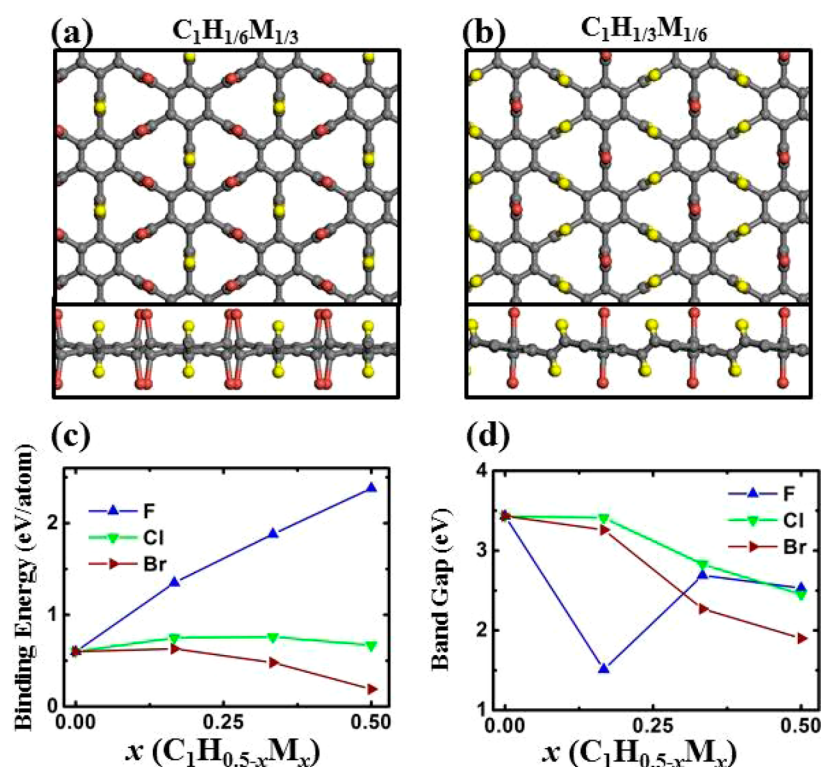 (a) C₁H₁/₆M₁/₃
(b) C₁H₁/₃M₁/₆
(c)
Binding Energy (eV/atom)
2
1
0
F
Cl
Br
0.00 0.25 0.50
x (C₁H₀.₅₋ₓMₓ)
(d)
Band Gap (eV)
4
3
2
1
F
Cl
Br
0.00 0.25 0.50
x (C₁H₀.₅₋ₓMₓ)